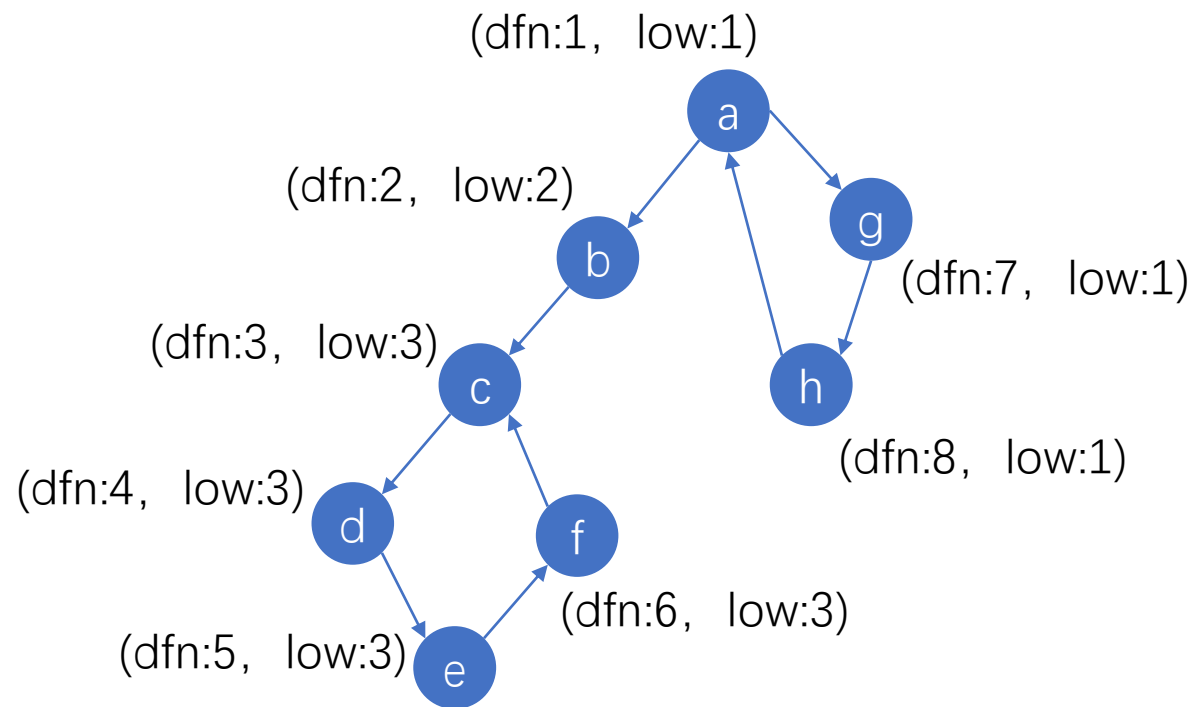 (dfn:1, low:1)
a
(dfn:2, low:2)
g
b
(dfn:7, low:1)
(dfn:3, low:3)
c
h
(dfn:8, low:1)
(dfn:4, low:3)
d
f
(dfn:6, low:3)
(dfn:5, low:3)
e